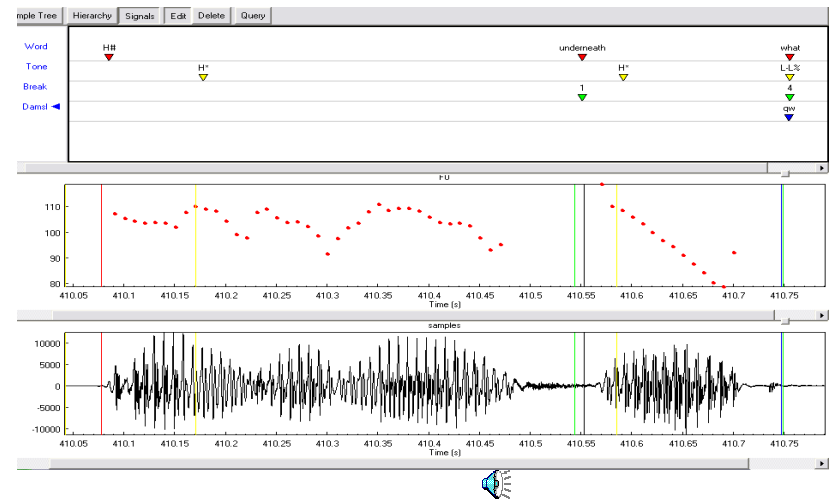 mple Tree Hierarchy Signals Edit Delete Query
Word H# underneath what
Tone H* H* L-L%
Break 1 4
Damsl qw
F0
110
100
90
80
410.05 410.1 410.15 410.2 410.25 410.3 410.35 410.4 410.45 410.5 410.55 410.6 410.65 410.7 410.75
Time (s)
samples
10000
5000
0
-5000
-10000
410.05 410.1 410.15 410.2 410.25 410.3 410.35 410.4 410.45 410.5 410.55 410.6 410.65 410.7 410.75
Time (s)